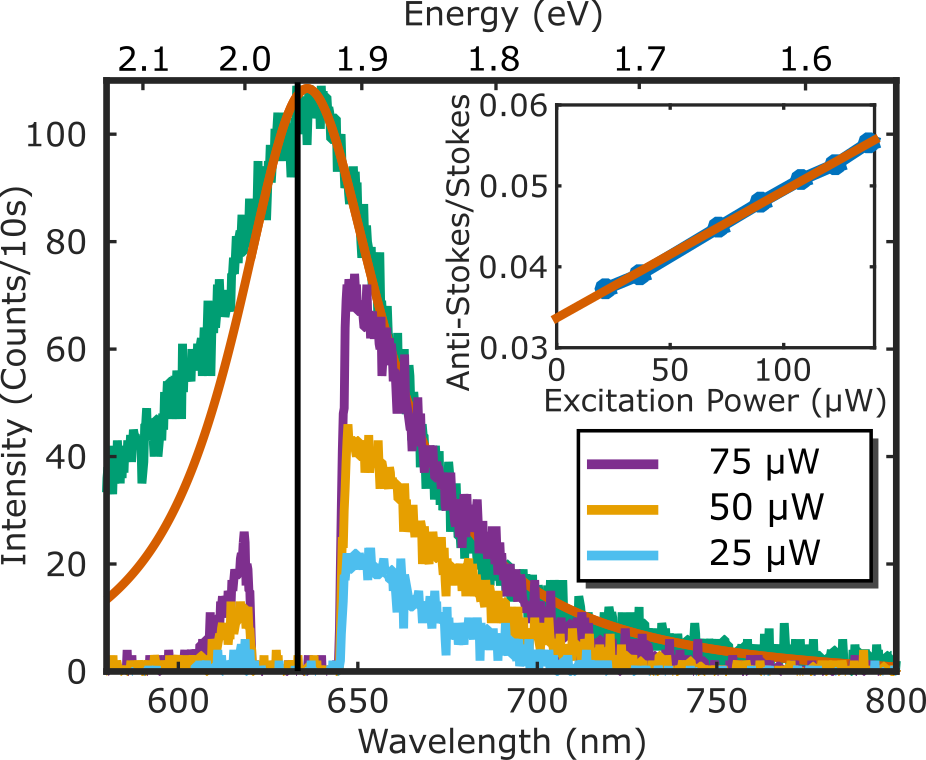 Energy (eV)
2.1 2.0 1.9 1.8 1.7 1.6
Intensity (Counts/10s)
100
80
60
40
20
0
600 650 700 750 800
Wavelength (nm)
Anti-Stokes/Stokes
0.06
0.05
0.04
0.03
0 50 100
Excitation Power (µW)
75 µW
50 µW
25 µW